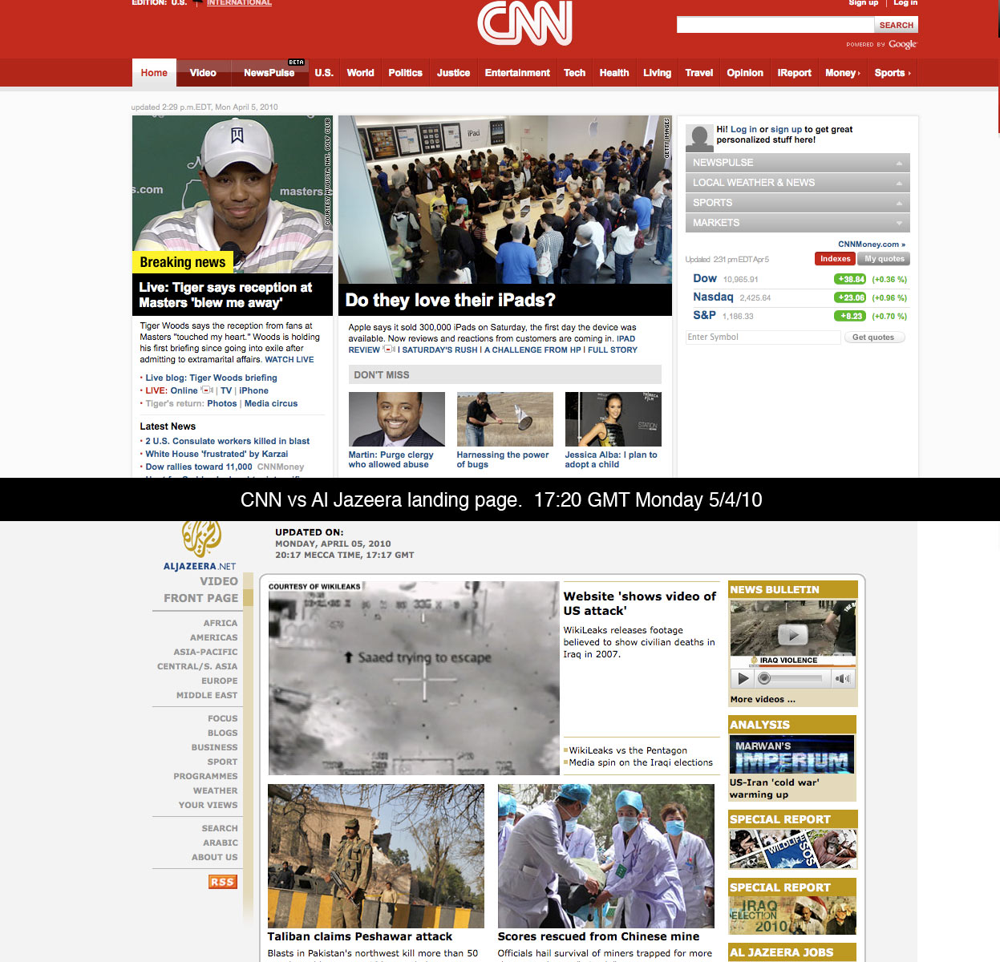 EDITION: U.S. INTERNATIONAL
CNN
Sign up | Log in
SEARCH
POWERED BY Google
BETA
Home Video NewsPulse U.S. World Politics Justice Entertainment Tech Health Living Travel Opinion iReport Money Sports
updated 2:29 p.m.EDT, Mon April 5, 2010
s.com
masters.
COURTESY AUGUSTA NAT. GOLF CLUB
Breaking news
Live: Tiger says reception at
Masters 'blew me away'
Tiger Woods says the reception from fans at
Masters "touched my heart." Woods is holding
his first briefing since going into exile after
admitting to extramarital affairs. WATCH LIVE
• Live blog: Tiger Woods briefing
• LIVE: Online | TV | iPhone
• Tiger's return: Photos | Media circus
Latest News
• 2 U.S. Consulate workers killed in blast
• White House 'frustrated' by Karzai
• Dow rallies toward 11,000 CNNMoney
iPad
GETTY IMAGES
Do they love their iPads?
Apple says it sold 300,000 iPads on Saturday, the first day the device was
available. Now reviews and reactions from customers are coming in. IPAD
REVIEW | SATURDAY'S RUSH | A CHALLENGE FROM HP | FULL STORY
DON'T MISS
TRIBECA
FILM
STATION
Martin: Purge clergy
who allowed abuse
Harnessing the power
of bugs
Jessica Alba: I plan to
adopt a child
Hi! Log in or sign up to get great
personalized stuff here!
NEWSPULSE
LOCAL WEATHER & NEWS
SPORTS
MARKETS
CNNMoney.com »
Updated 2:31 pm EDT Apr 5
Indexes My quotes
Dow 10,965.91 +38.84 (+0.36 %)
Nasdaq 2,425.64 +23.06 (+0.96 %)
S&P 1,186.33 +8.23 (+0.70 %)
Enter Symbol Get quotes
CNN vs Al Jazeera landing page. 17:20 GMT Monday 5/4/10
ALJAZEERA.NET
UPDATED ON:
MONDAY, APRIL 05, 2010
20:17 MECCA TIME, 17:17 GMT
VIDEO
FRONT PAGE
AFRICA
AMERICAS
ASIA-PACIFIC
CENTRAL/S. ASIA
EUROPE
MIDDLE EAST
FOCUS
BLOGS
BUSINESS
SPORT
PROGRAMMES
WEATHER
YOUR VIEWS
SEARCH
ARABIC
ABOUT US
RSS
COURTESY OF WIKILEAKS
Saaed trying to escape
Website 'shows video of
US attack'
WikiLeaks releases footage
believed to show civilian deaths in
Iraq in 2007.
WikiLeaks vs the Pentagon
Media spin on the Iraqi elections
Taliban claims Peshawar attack
Blasts in Pakistan's northwest kill more than 50
Scores rescued from Chinese mine
Officials hail survival of miners trapped for more
NEWS BULLETIN
IRAQ VIOLENCE
More videos ...
ANALYSIS
MARWAN'S
IMPERIUM
US-Iran 'cold war'
warming up
SPECIAL REPORT
WILDLIFE
SOS
SPECIAL REPORT
IRAQ
ELECTION
2010
AL JAZEERA JOBS